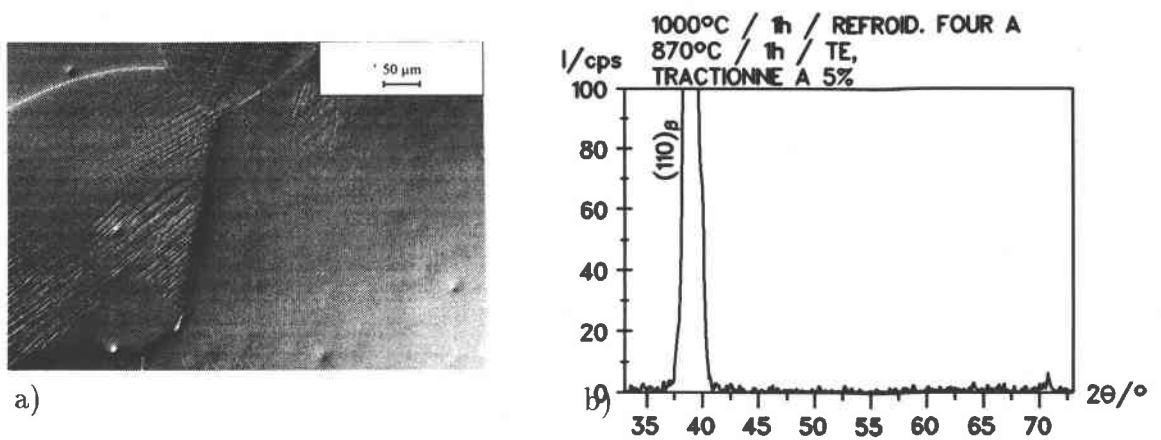 50 µm
a)
1000°C / 1h / REFROID. FOUR A
870°C / 1h / TE,
TRACTIONNE A 5%
I/cps
100
80
60
40
20
0
(110)β
35 40 45 50 55 60 65 70
2θ/°
b)